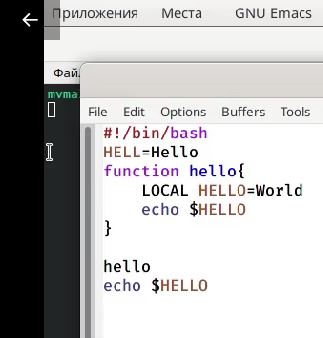 Приложения Места GNU Emacs
Фай
myma
File Edit Options Buffers Tools
#!/bin/bash
HELL=Hello
function hello{
    LOCAL HELLO=World
    echo $HELLO
}

hello
echo $HELLO